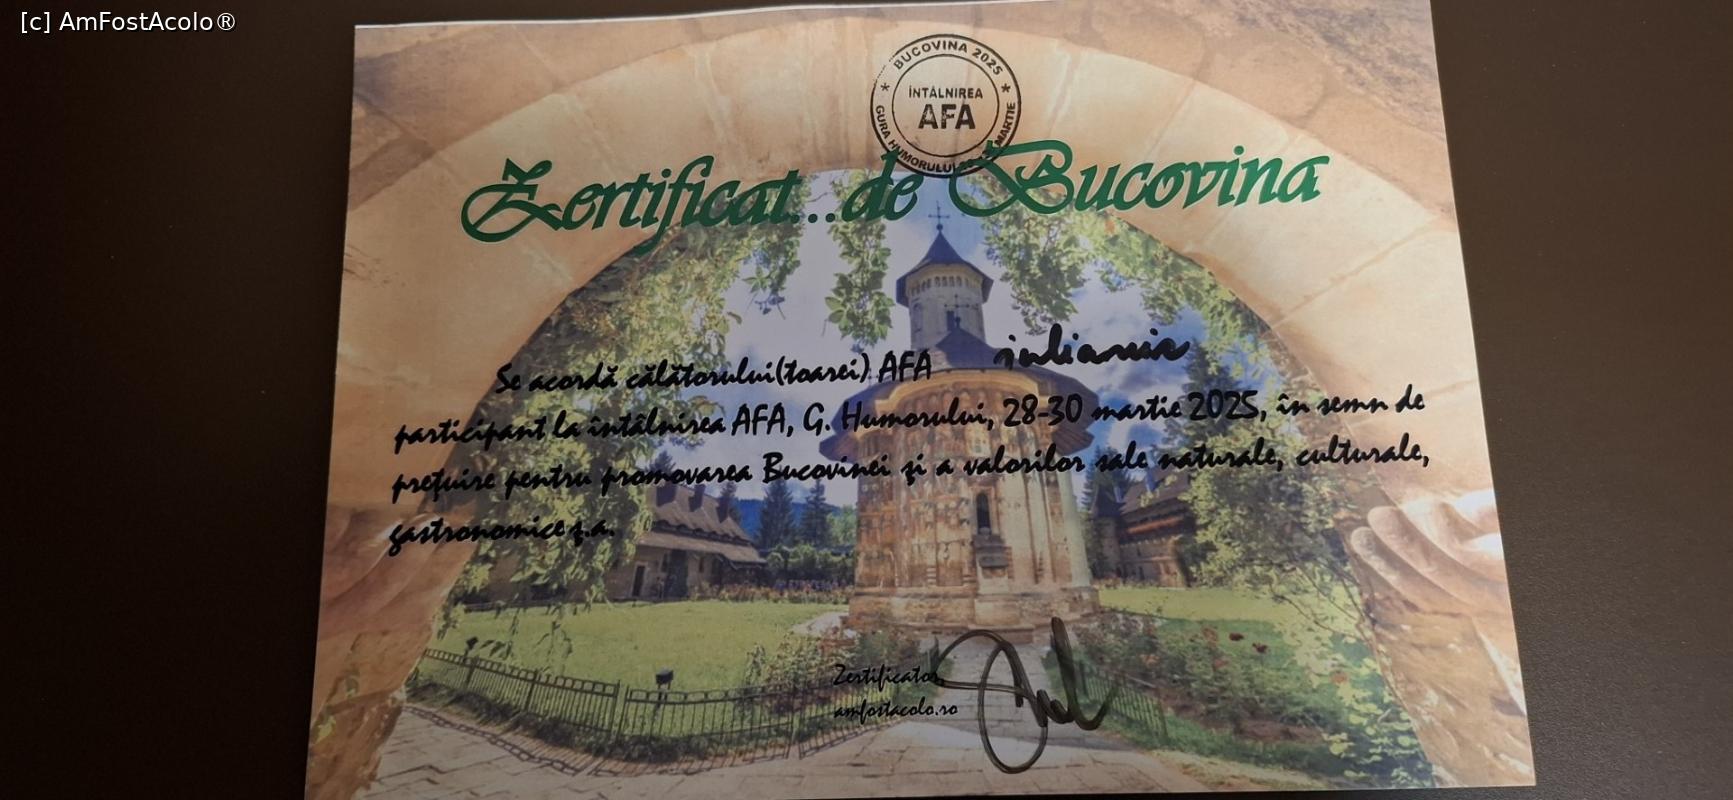 [c] AmFostAcolo®
BUCOVINA 2025
ÎNTÂLNIREA
AFA
GURA HUMORULUI MARTIE
Zertificat...de Bucovina
Se acordă călătorului(toarei) AFA iulianic
participant la întâlnirea AFA, G. Humorului, 28-30 martie 2025, în semn de
prețuire pentru promovarea Bucovinei și a valorilor sale naturale, culturale,
gastronomice ș.a.
Zertificator
amfostacolo.ro